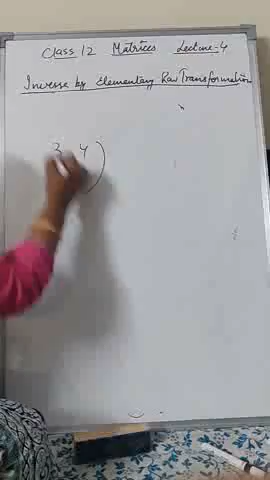 Class 12 Matrices Lecture-4
Inverse by Elementary Row Transformation
3 4 )